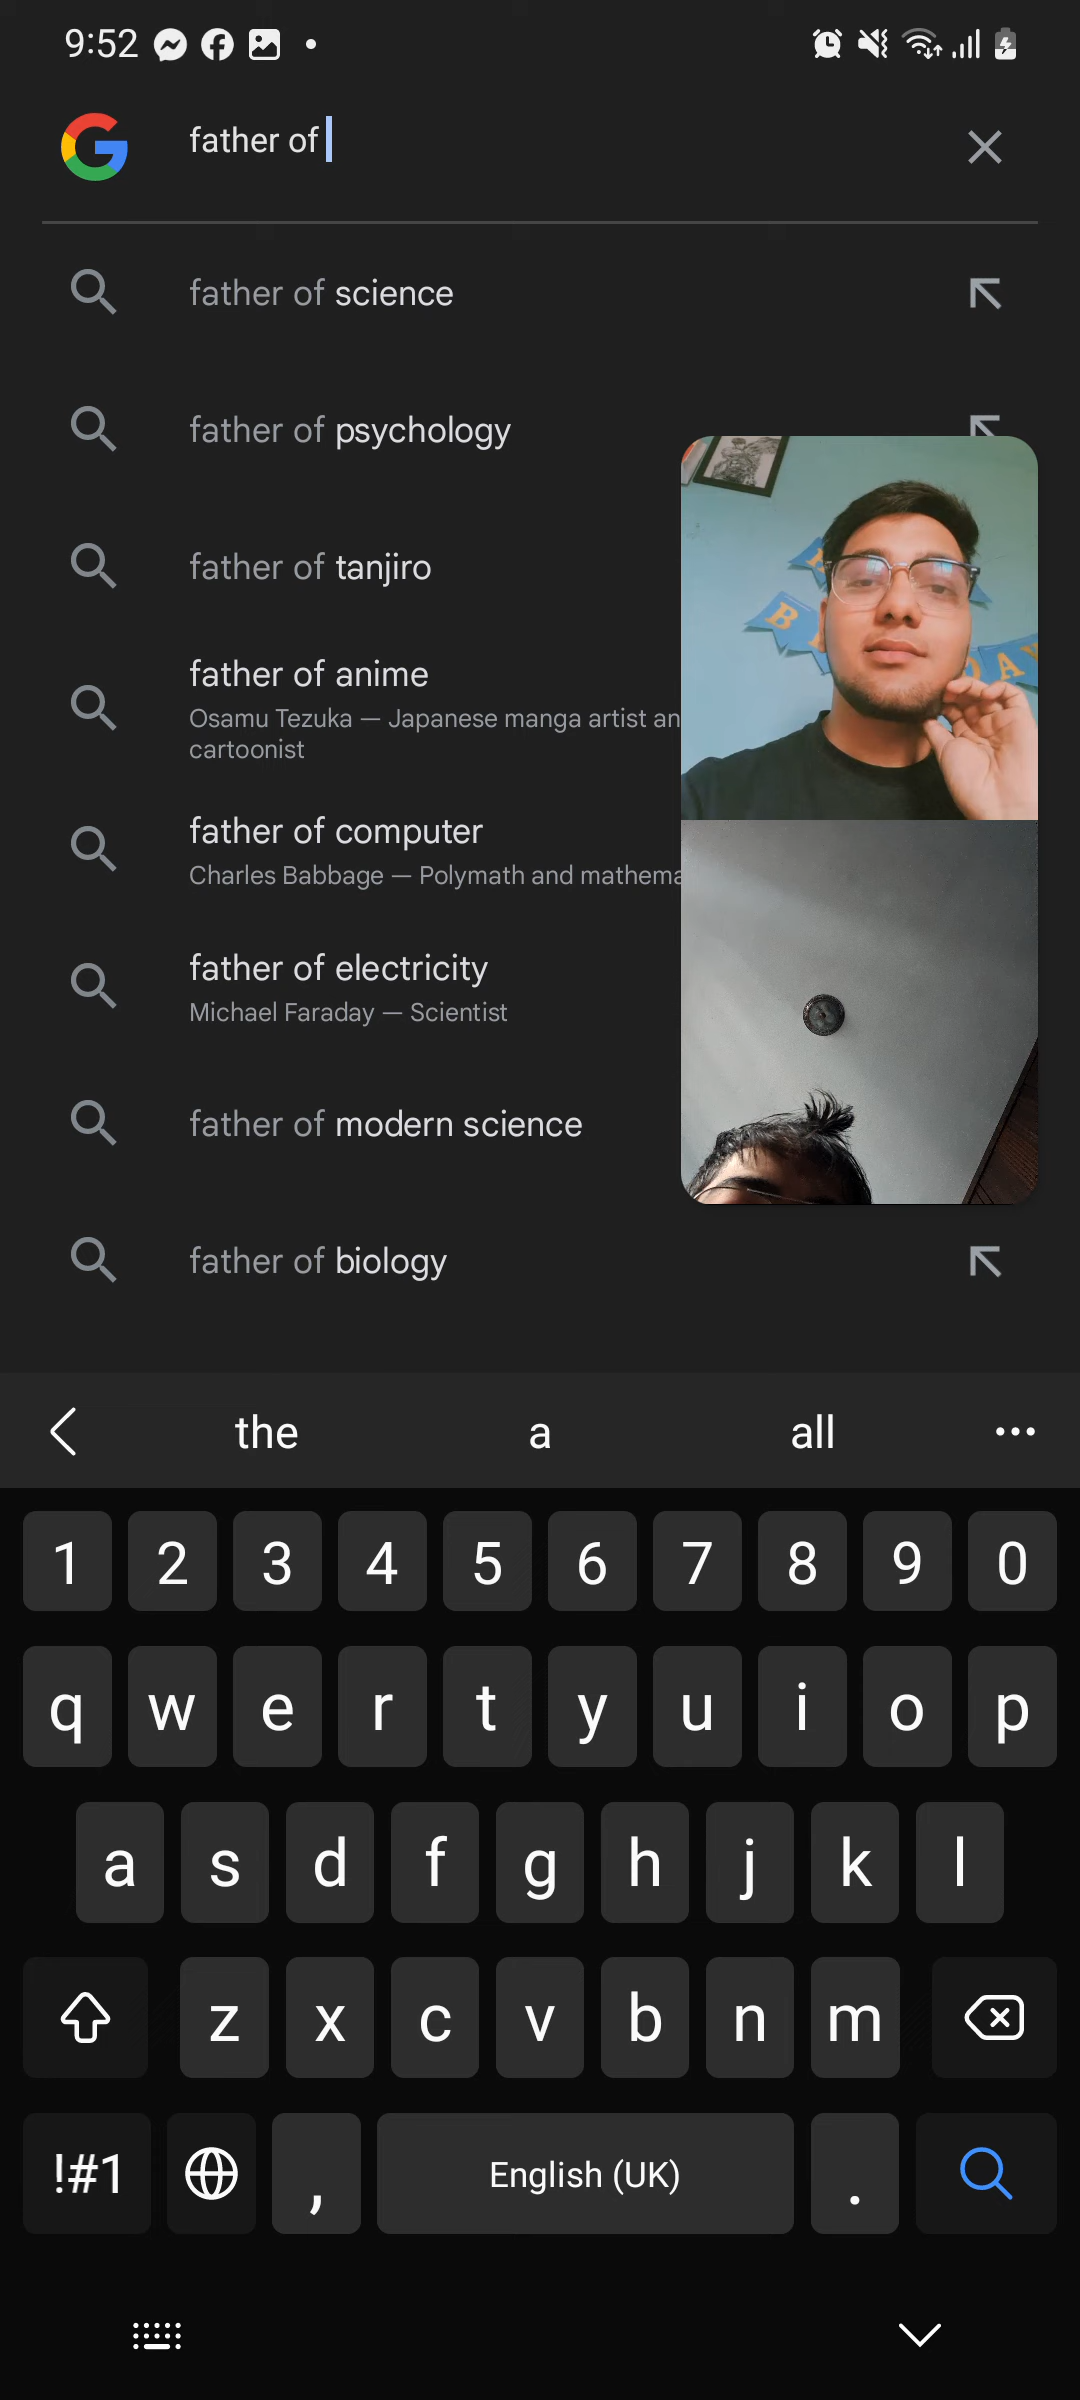 9:52
father of
father of science
father of psychology
father of tanjiro
father of anime
Osamu Tezuka — Japanese manga artist an
cartoonist
father of computer
Charles Babbage — Polymath and mathema
father of electricity
Michael Faraday — Scientist
father of modern science
father of biology
B
A
the a all
1 2 3 4 5 6 7 8 9 0
q w e r t y u i o p
a s d f g h j k l
z x c v b n m
!#1 , English (UK) .